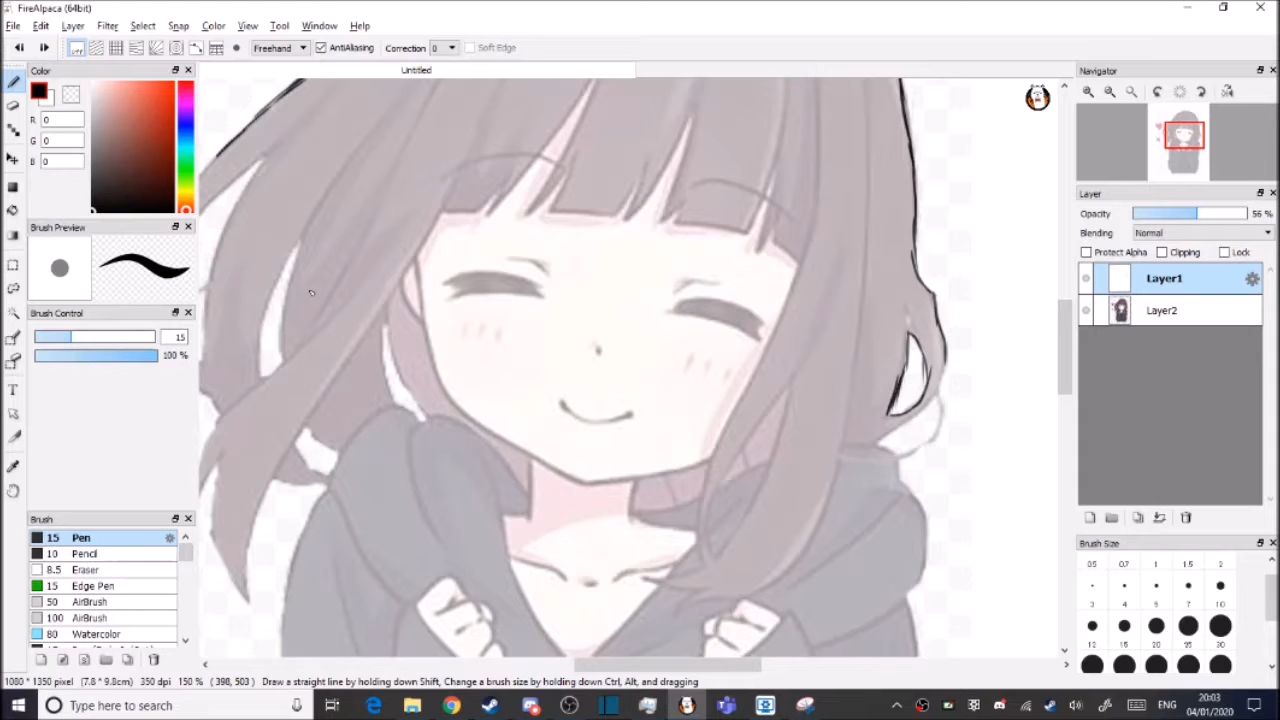 FireAlpaca (64bit)
File Edit Layer Filter Select Snap Color View Tool Window Help
Freehand AntiAliasing Correction 0 Soft Edge
Color
Untitled
Navigator
R 0
G 0
B 0
Brush Preview
Layer
Opacity 56 %
Blending Normal
Protect Alpha Clipping Lock
Layer1
Layer2
Brush Control
15
100 %
Brush
15 Pen
10 Pencil
8.5 Eraser
15 Edge Pen
50 AirBrush
100 AirBrush
80 Watercolor
Brush Size
0.5 0.7 1 1.5 2
3 4 5 7 10
12 15 20 25 30
1080 * 1350 pixel (7.8 * 9.8cm) 350 dpi 150 % ( 398, 503 ) Draw a straight line by holding down Shift, Change a brush size by holding down Ctrl, Alt, and dragging
Type here to search
ENG
20:03
04/01/2020